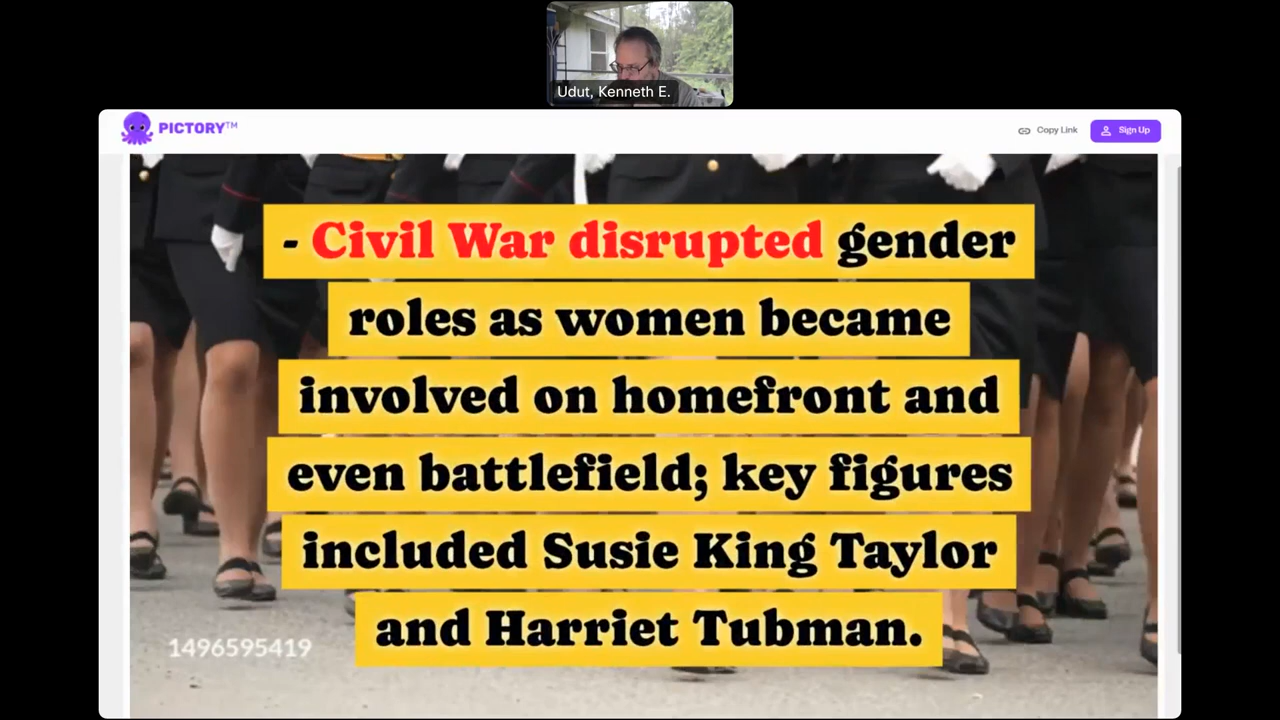 Udut, Kenneth E.
PICTORY™
Copy Link
Sign Up
- Civil War disrupted gender
roles as women became
involved on homefront and
even battlefield; key figures
included Susie King Taylor
and Harriet Tubman.
1496595419